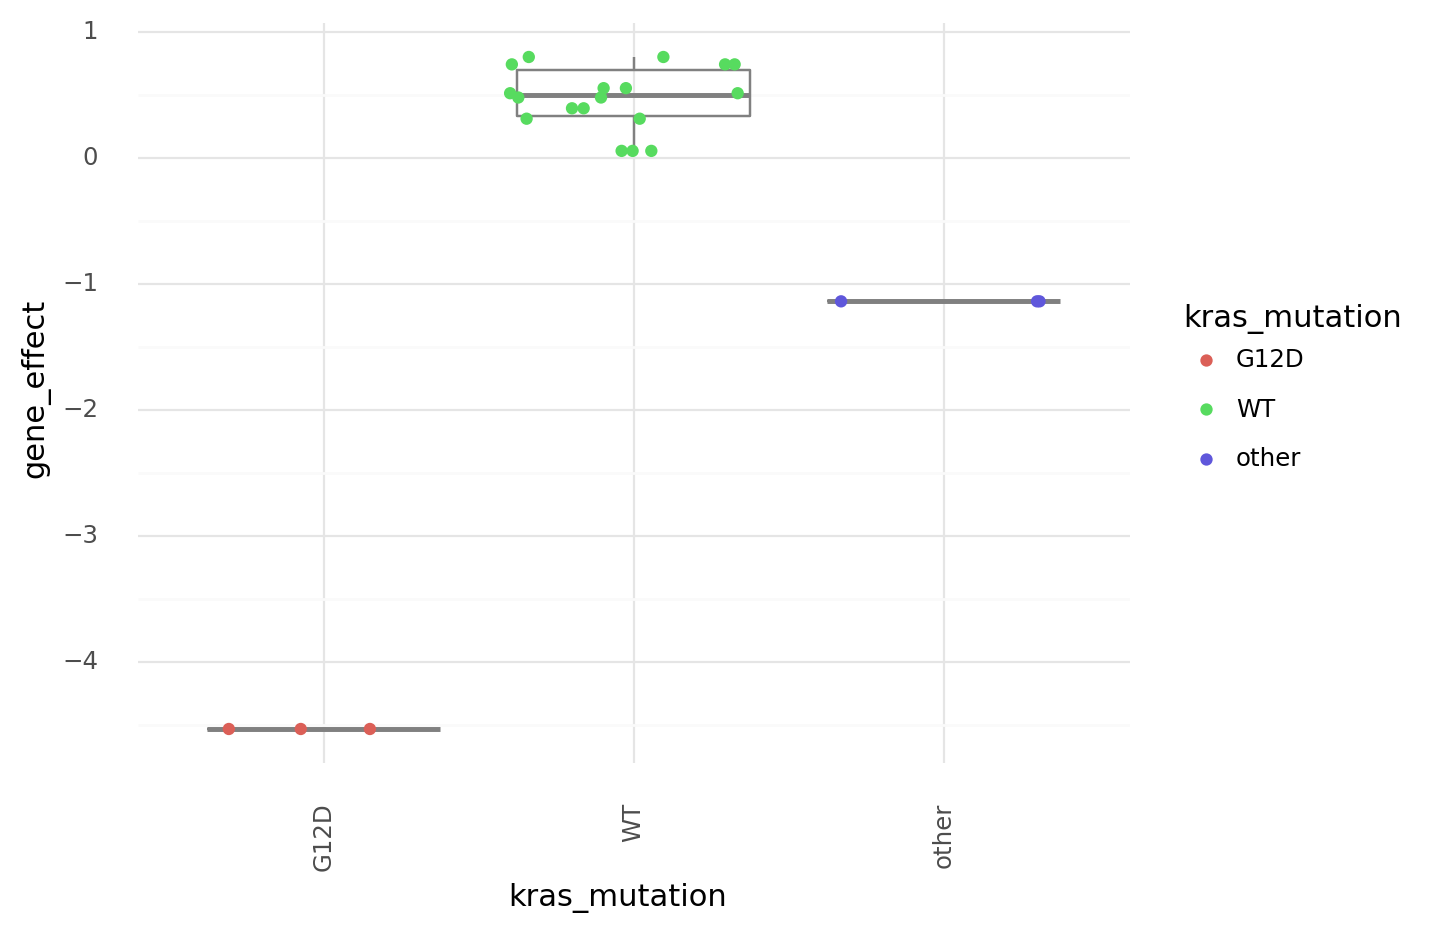 1
0
−1
−2
−3
−4
gene_effect
G12D
WT
other
kras_mutation
kras_mutation
G12D
WT
other